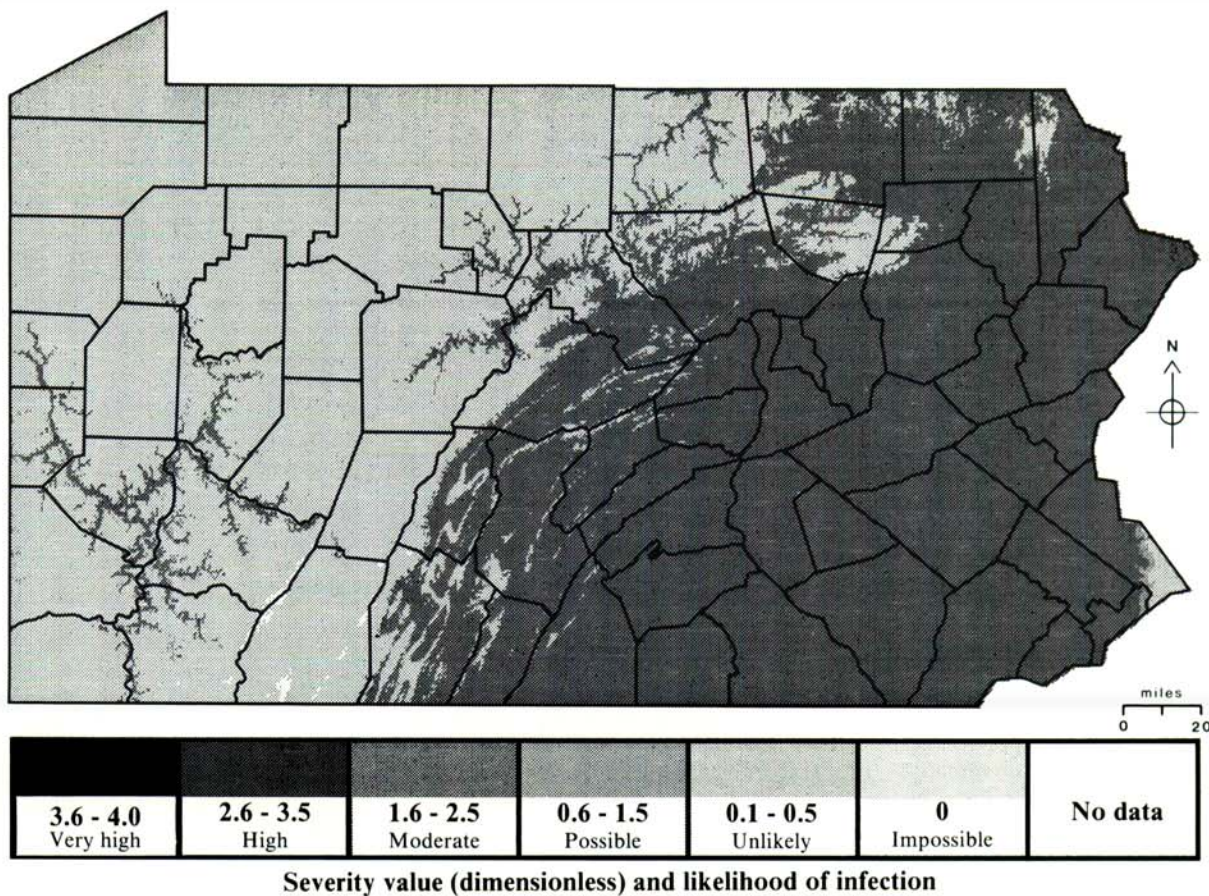 N
miles
0 20
3.6 - 4.0 2.6 - 3.5 1.6 - 2.5 0.6 - 1.5 0.1 - 0.5 0 No data
Very high High Moderate Possible Unlikely Impossible
Severity value (dimensionless) and likelihood of infection